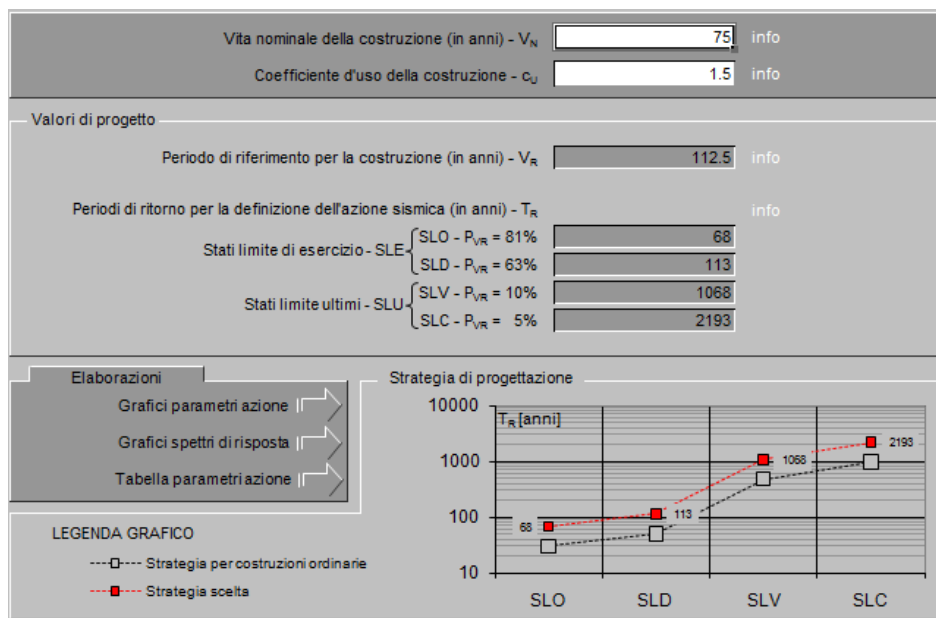 Vita nominale della costruzione (in anni) - VN 75 info
Coefficiente d'uso della costruzione - cU 1.5 info
Valori di progetto
Periodo di riferimento per la costruzione (in anni) - VR 112.5 info
Periodi di ritorno per la definizione dell'azione sismica (in anni) - TR info
Stati limite di esercizio - SLE
SLO - PVR = 81% 68
SLD - PVR = 63% 113
Stati limite ultimi - SLU
SLV - PVR = 10% 1068
SLC - PVR = 5% 2193
Elaborazioni
Grafici parametri azione
Grafici spettri di risposta
Tabella parametri azione
Strategia di progettazione
TR [anni]
10000
1000
100
10
68
113
1068
2193
SLO SLD SLV SLC
LEGENDA GRAFICO
Strategia per costruzioni ordinarie
Strategia scelta